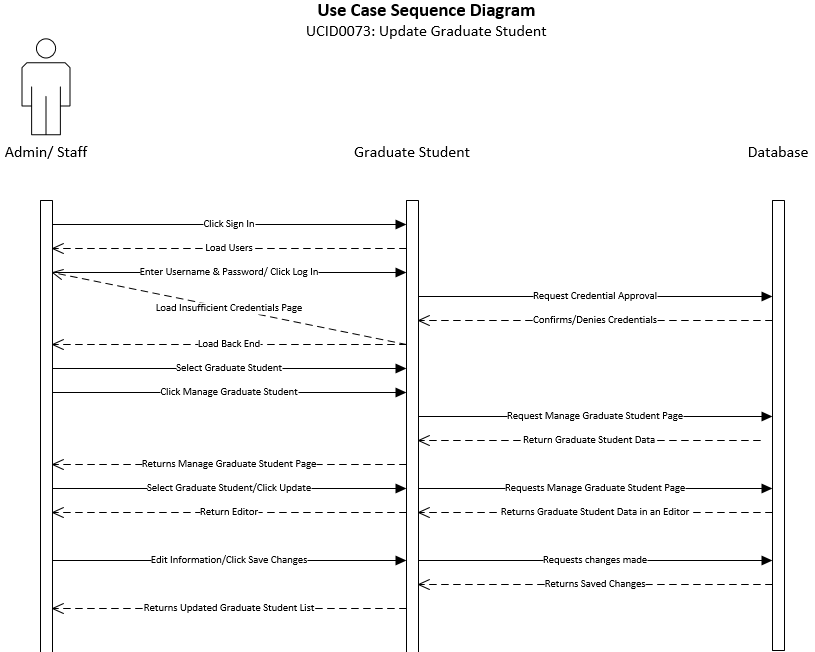 Use Case Sequence Diagram
UCID0073: Update Graduate Student
Admin/ Staff
Graduate Student
Database
Click Sign In
Load Users
Enter Username & Password/ Click Log In
Request Credential Approval
Load Insufficient Credentials Page
Confirms/Denies Credentials
Load Back End
Select Graduate Student
Click Manage Graduate Student
Request Manage Graduate Student Page
Return Graduate Student Data
Returns Manage Graduate Student Page
Select Graduate Student/Click Update
Requests Manage Graduate Student Page
Return Editor
Returns Graduate Student Data in an Editor
Edit Information/Click Save Changes
Requests changes made
Returns Saved Changes
Returns Updated Graduate Student List